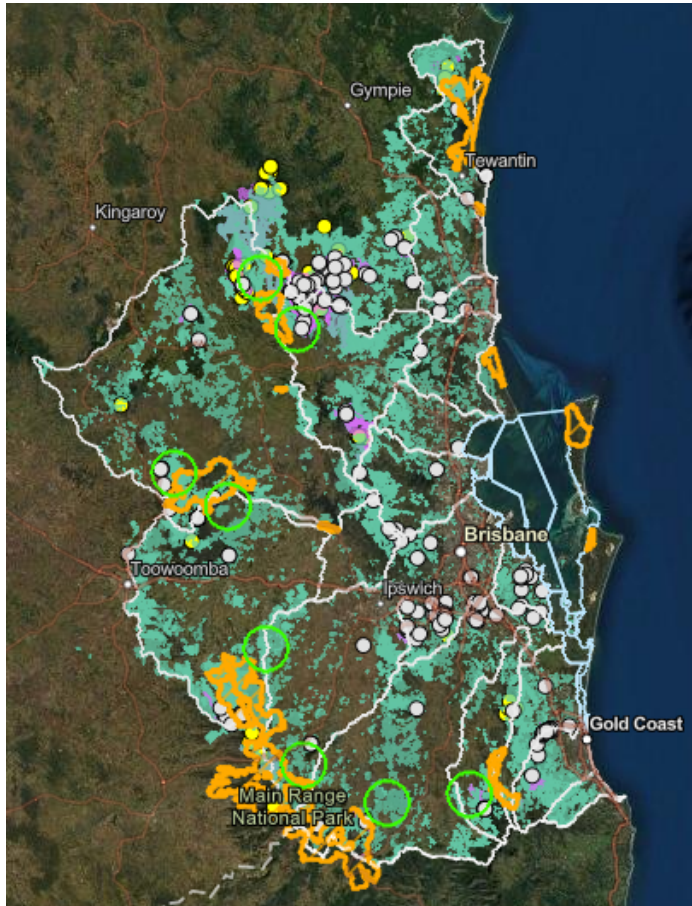 Gympie
Tewantin
Kingaroy
Brisbane
Toowoomba
Ipswich
Gold Coast
Main Range
National Park